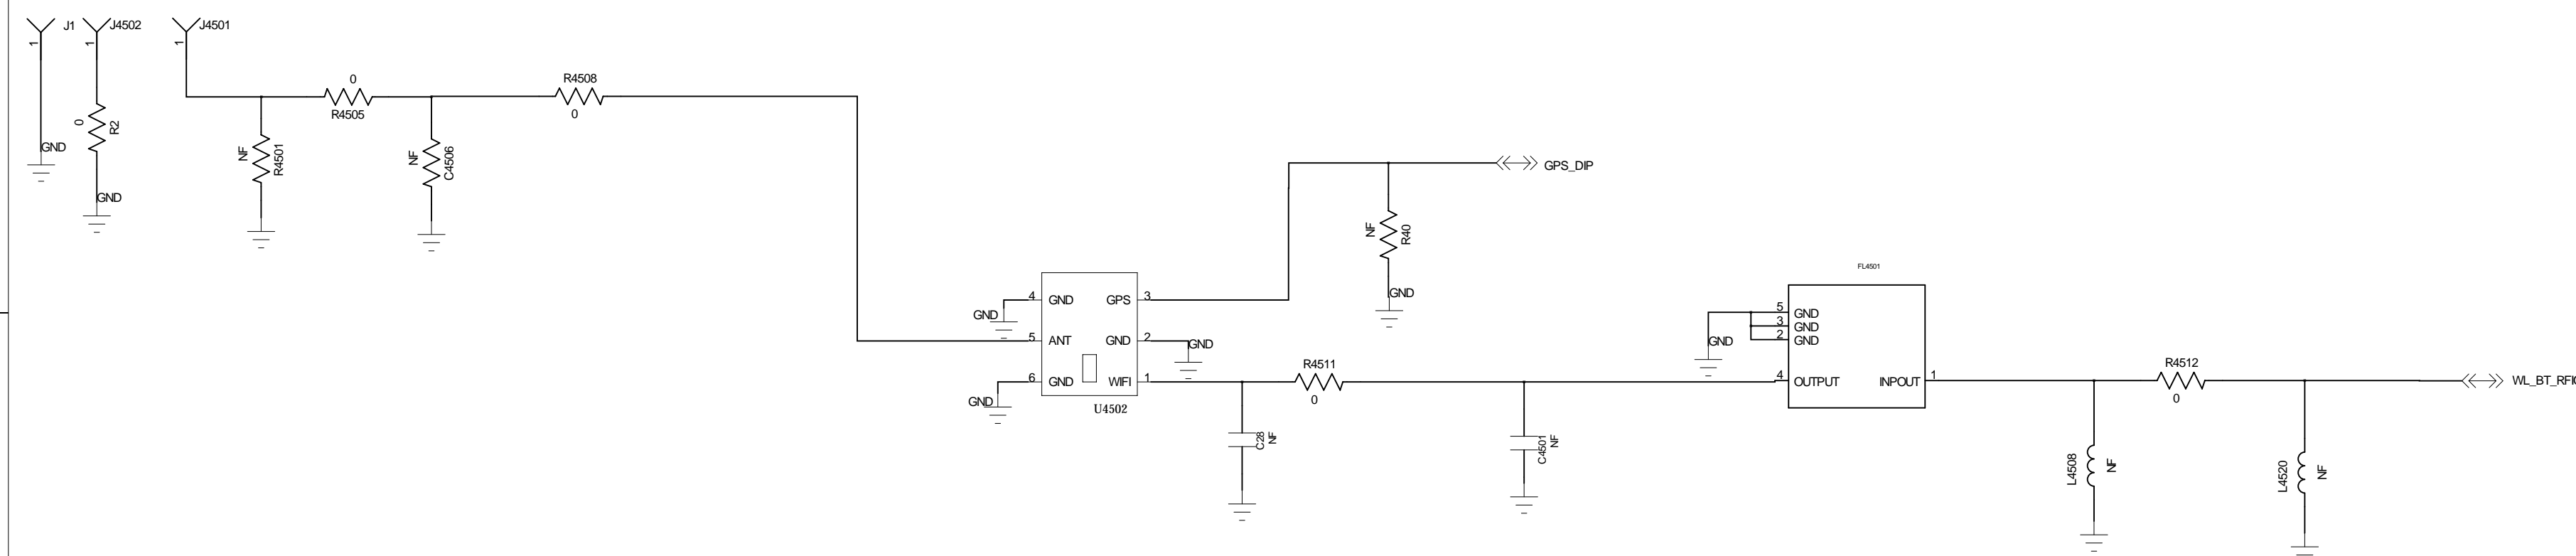 J1
1
GND
J4502
1
0
R2
GND
J4501
1
NF
R4501
0
R4505
NF
C4506
R4508
0
GPS_DIP
NF
R40
GND
4 GND
GND
5 ANT
6 GND
GND
GPS 3
GND 2
GND
WIFI 1
U4502
C28
NF
R4511
0
C4501
NF
FL4501
5 GND
3 GND
2 GND
GND
4 OUTPUT
INPOUT 1
L4508
NF
R4512
0
L4520
NF